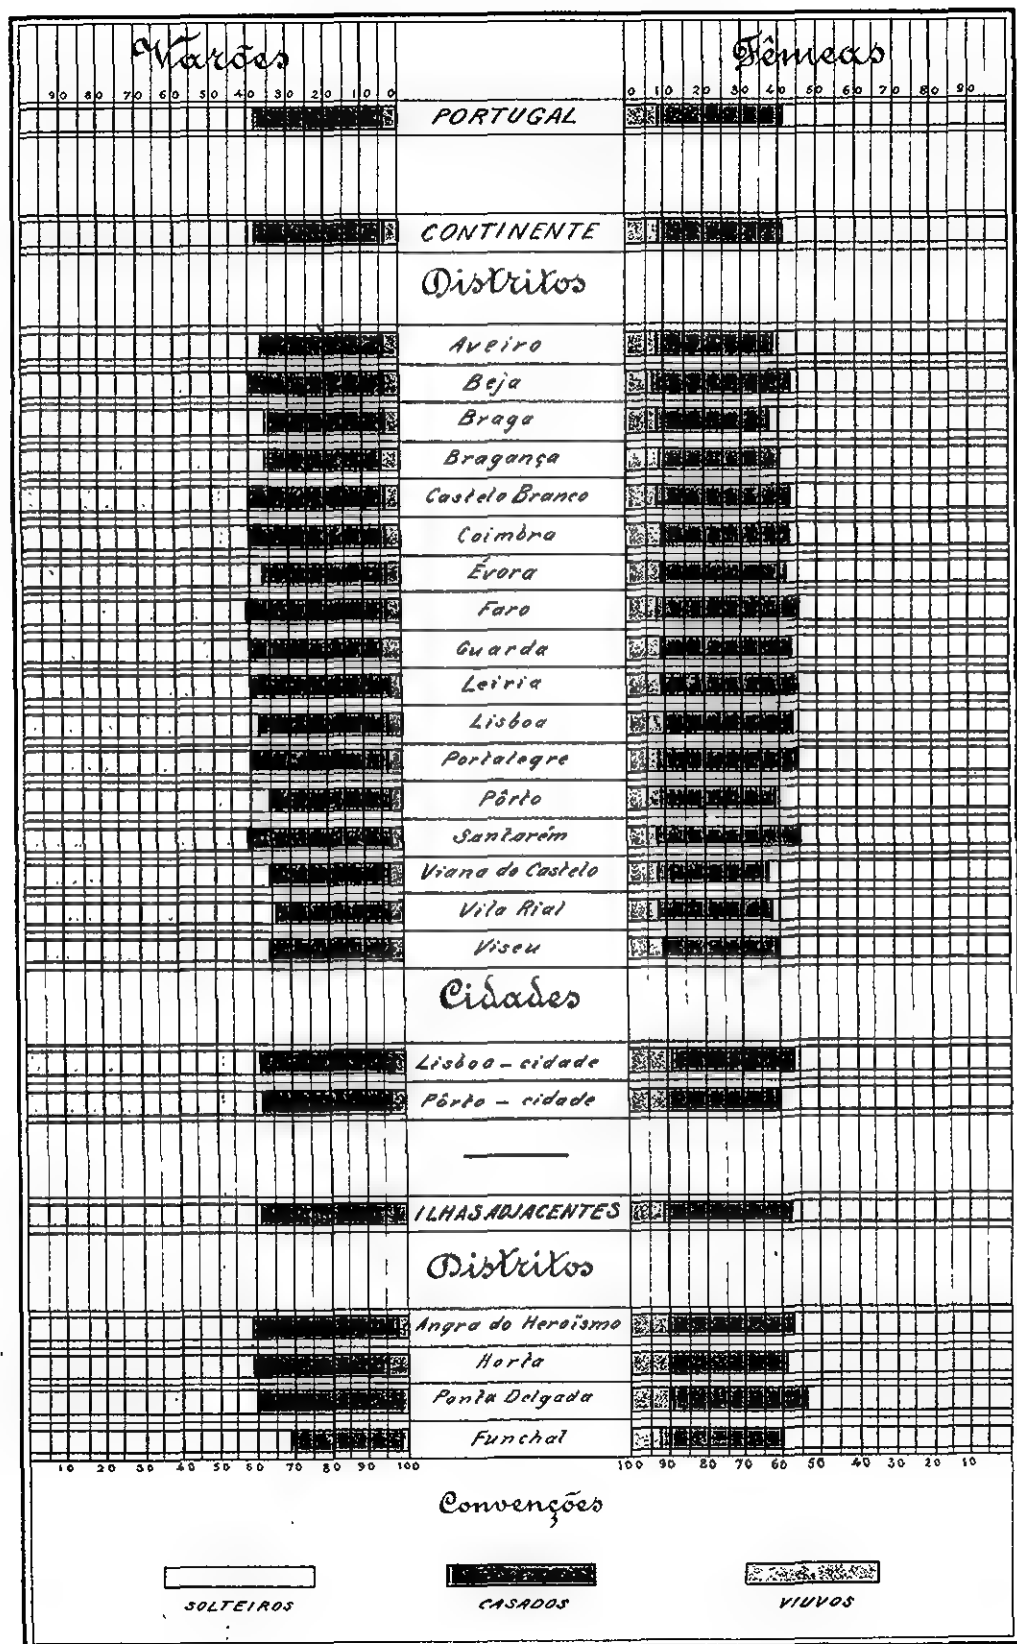 Varões Fêmeas
90 80 70 60 50 40 30 20 10 0 0 10 20 30 40 50 60 70 80 90
PORTUGAL
CONTINENTE
Distritos
Aveiro
Beja
Braga
Bragança
Castelo Branco
Coimbra
Évora
Faro
Guarda
Leiria
Lisboa
Portalegre
Pôrto
Santarém
Viana do Castelo
Vila Rial
Viseu
Cidades
Lisboa - cidade
Pôrto - cidade
ILHAS ADJACENTES
Distritos
Angra do Heroísmo
Horta
Ponta Delgada
Funchal
10 20 30 40 50 60 70 80 90 100 100 90 80 70 60 50 40 30 20 10
Convenções
SOLTEIROS CASADOS VIUVOS